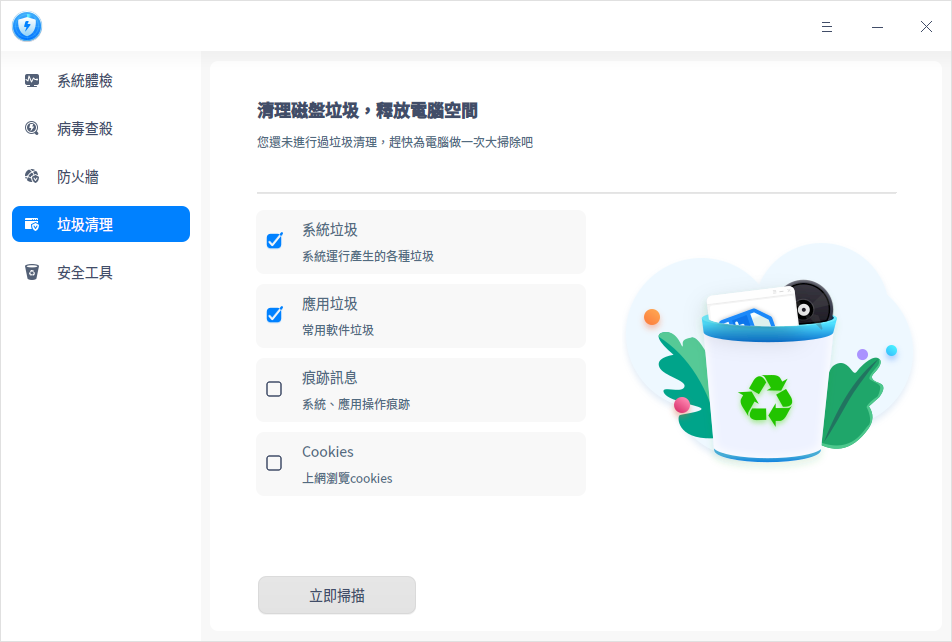 系統體檢
病毒查殺
防火牆
垃圾清理
安全工具
清理磁盤垃圾，釋放電腦空間
您還未進行過垃圾清理，趕快為電腦做一次大掃除吧
系統垃圾
系統運行產生的各種垃圾
應用垃圾
常用軟件垃圾
痕跡訊息
系統、應用操作痕跡
Cookies
上網瀏覽cookies
立即掃描